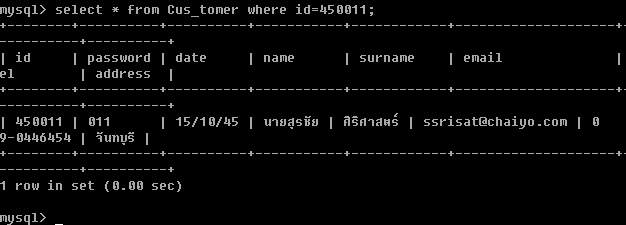 mysql> select * from Cus_tomer where id=450011;
+--------+----------+----------+----------+-----------+--------------------+--
-----------+----------+
| id     | password | date     | name     | surname   | email              | t
el         | address  |
+--------+----------+----------+----------+-----------+--------------------+--
-----------+----------+
| 450011 | 011      | 15/10/45 | นายสุรชัย | ศิริศาสตร์ | ssrisat@chaiyo.com | 0
9-0446454 | จันทบุรี |
+--------+----------+----------+----------+-----------+--------------------+--
-----------+----------+
1 row in set (0.00 sec)
mysql> _